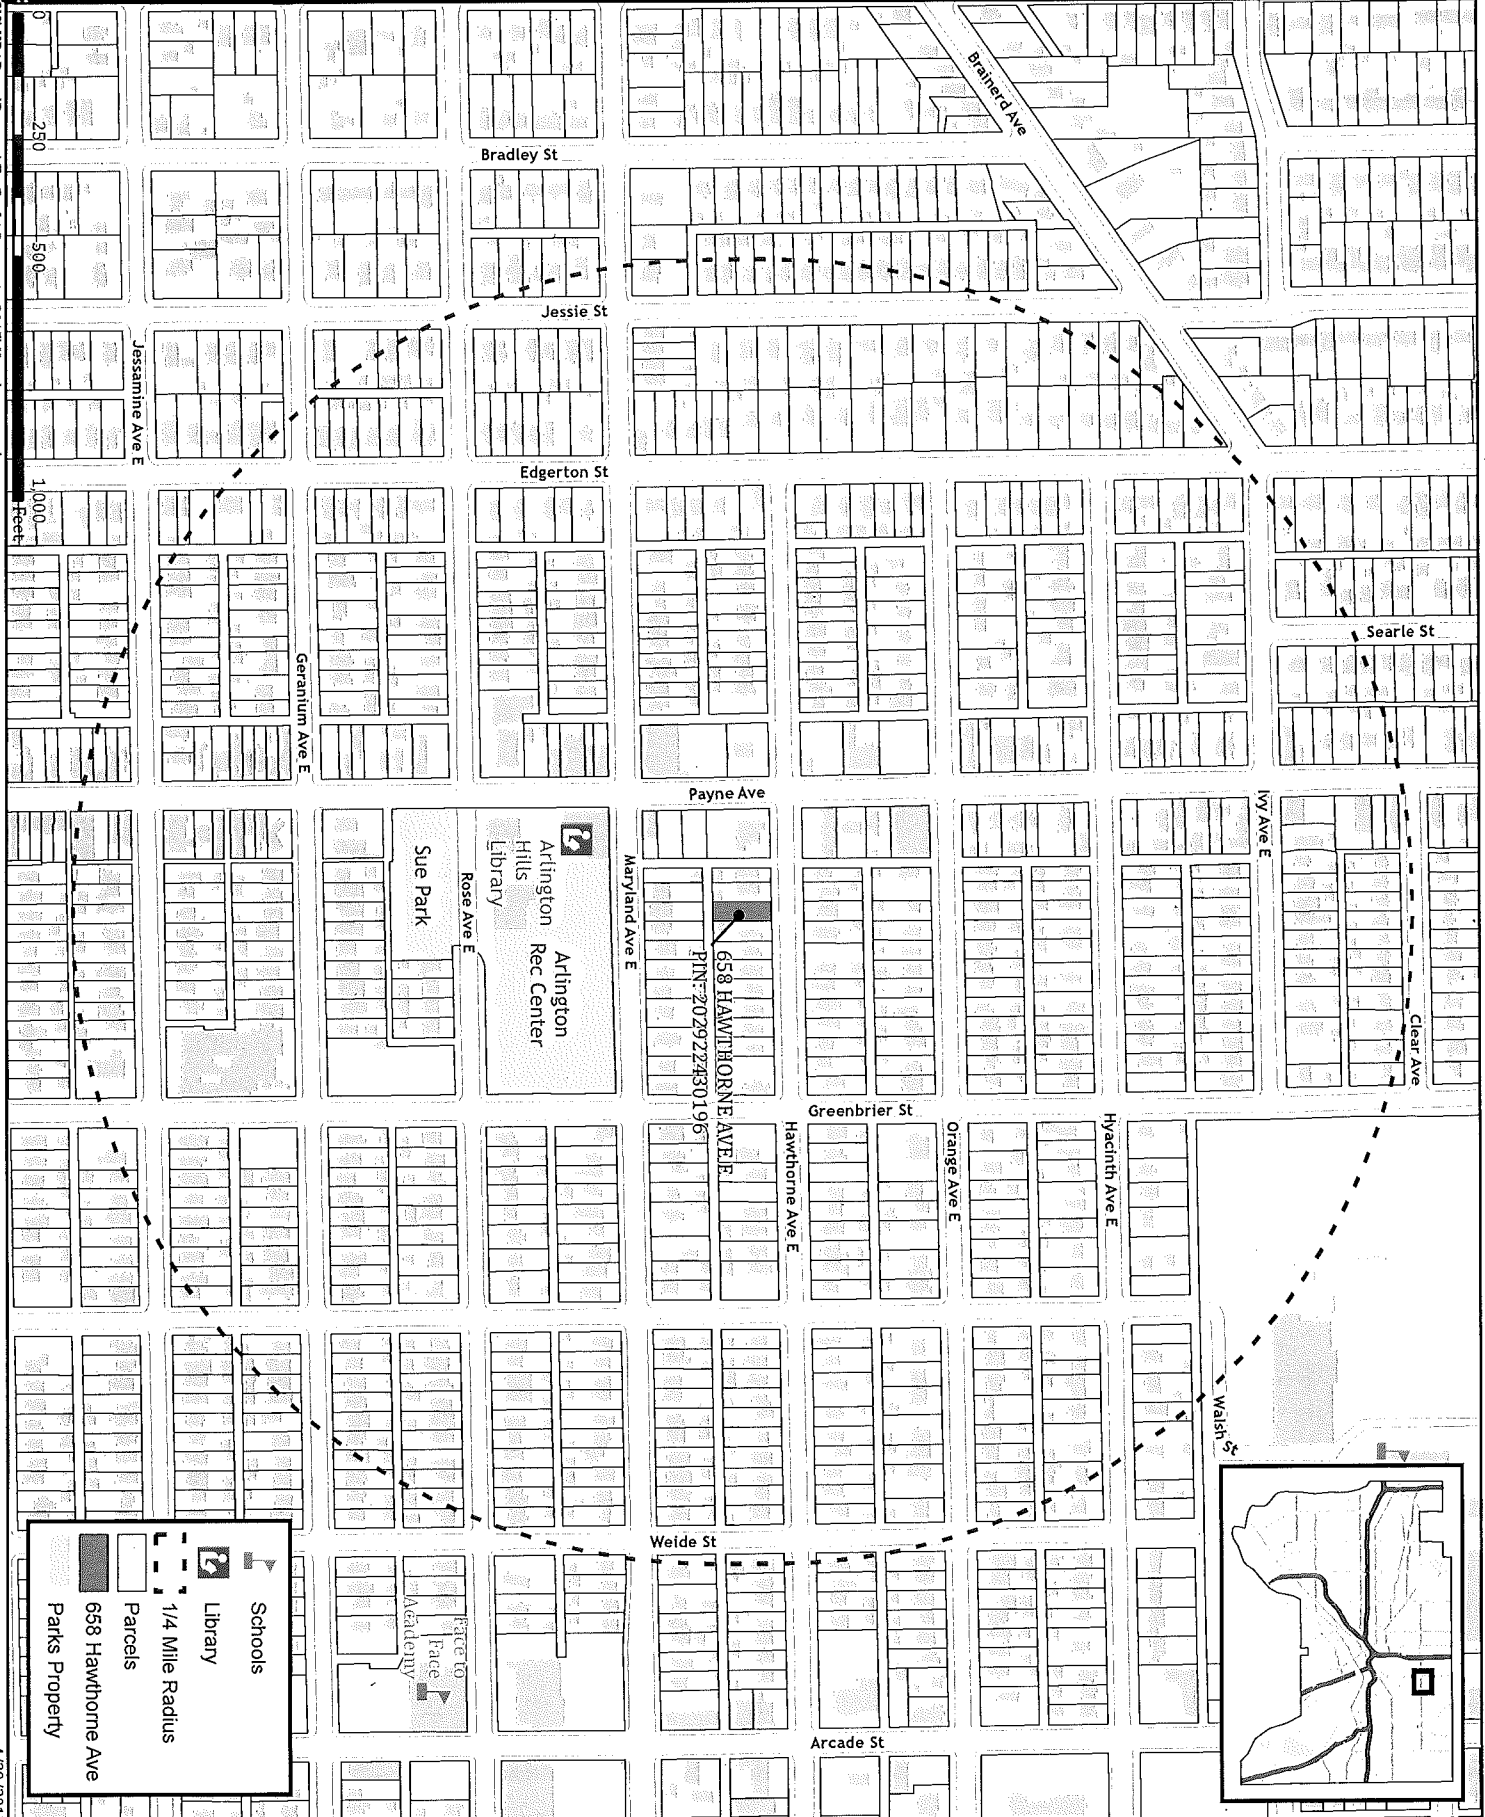 Brainerd Ave
Bradley St
Jessie St
Edgerton St
Searle St
Payne Ave
Ivy Ave E
Clear Ave
Jessamine Ave E
Geranium Ave E
Rose Ave E
Maryland Ave E
Sue Park
Arlington
Hills
Library
Arlington
Rec Center
658 HAWTHORNE AVE E
PIN: 202922430196
Greenbrier St
Hawthorne Ave E
Orange Ave E
Hyacinth Ave E
Walsh St
Weide St
Arcade St
Face to
Face
Academy
0 250 500 1,000
Feet
Schools
Library
1/4 Mile Radius
Parcels
658 Hawthorne Ave
Parks Property